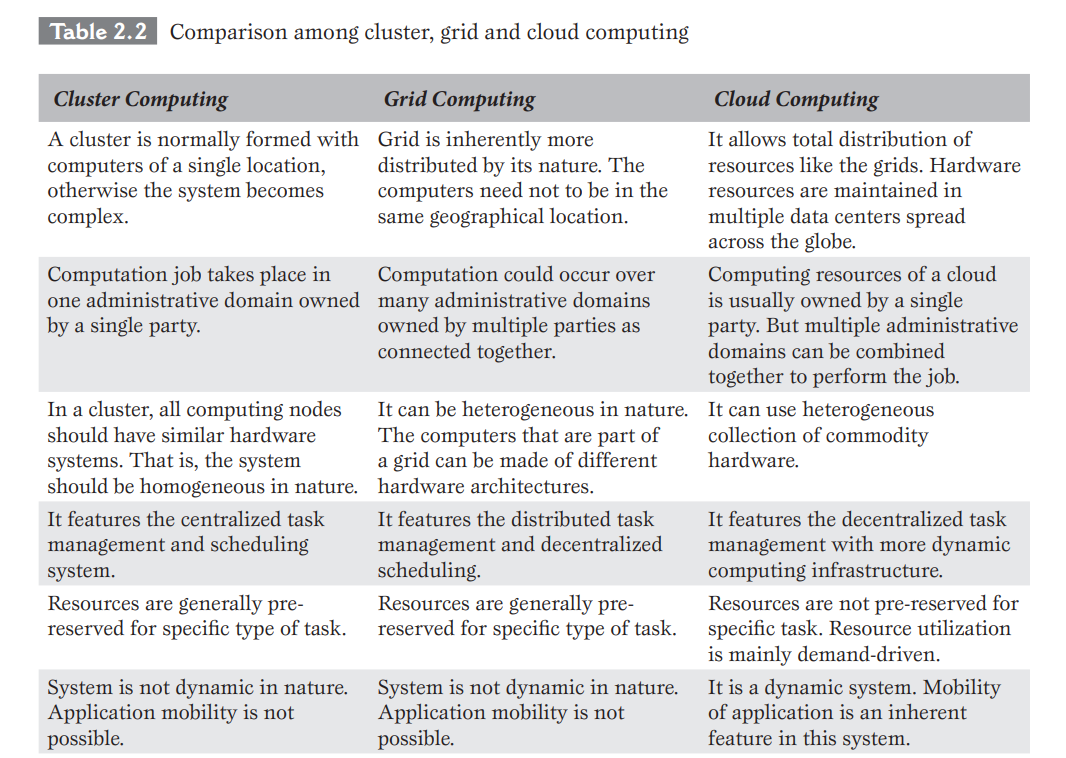 Table 2.2 Comparison among cluster, grid and cloud computing
Cluster Computing
Grid Computing
Cloud Computing
A cluster is normally formed with
computers of a single location,
otherwise the system becomes
complex.
Grid is inherently more
distributed by its nature. The
computers need not to be in the
same geographical location.
It allows total distribution of
resources like the grids. Hardware
resources are maintained in
multiple data centers spread
across the globe.
Computation job takes place in
one administrative domain owned
by a single party.
Computation could occur over
many administrative domains
owned by multiple parties as
connected together.
Computing resources of a cloud
is usually owned by a single
party. But multiple administrative
domains can be combined
together to perform the job.
In a cluster, all computing nodes
should have similar hardware
systems. That is, the system
should be homogeneous in nature.
It can be heterogeneous in nature.
The computers that are part of
a grid can be made of different
hardware architectures.
It can use heterogeneous
collection of commodity
hardware.
It features the centralized task
management and scheduling
system.
It features the distributed task
management and decentralized
scheduling.
It features the decentralized task
management with more dynamic
computing infrastructure.
Resources are generally pre-
reserved for specific type of task.
Resources are generally pre-
reserved for specific type of task.
Resources are not pre-reserved for
specific task. Resource utilization
is mainly demand-driven.
System is not dynamic in nature.
Application mobility is not
possible.
System is not dynamic in nature.
Application mobility is not
possible.
It is a dynamic system. Mobility
of application is an inherent
feature in this system.